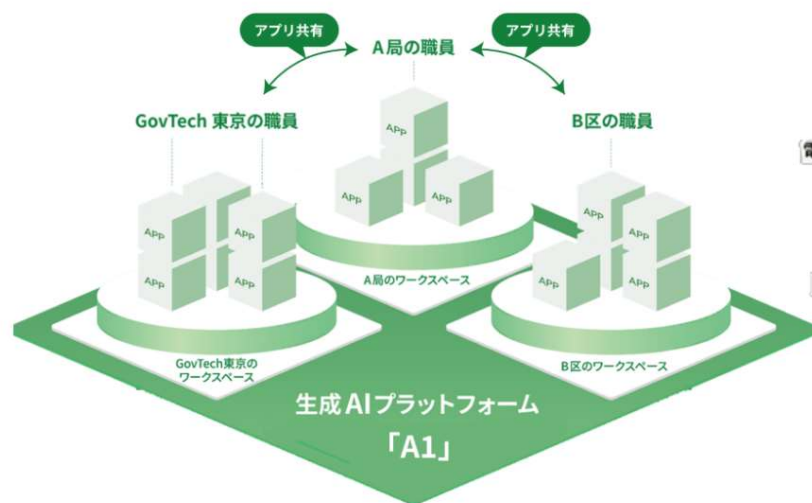 アプリ共有
アプリ共有
A局の職員
GovTech 東京の職員
B区の職員
APP
APP
APP
APP
APP
APP
APP
APP
APP
APP
APP
A局のワークスペース
GovTech東京の
ワークスペース
B区のワークスペース
生成AIプラットフォーム
「A1」